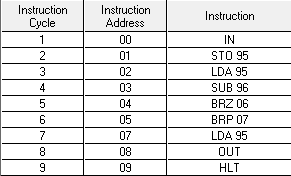 Instruction Cycle Instruction Address Instruction
1 00 IN
2 01 STO 95
3 02 LDA 95
4 03 SUB 96
5 04 BRZ 06
6 05 BRP 07
7 07 LDA 95
8 08 OUT
9 09 HLT